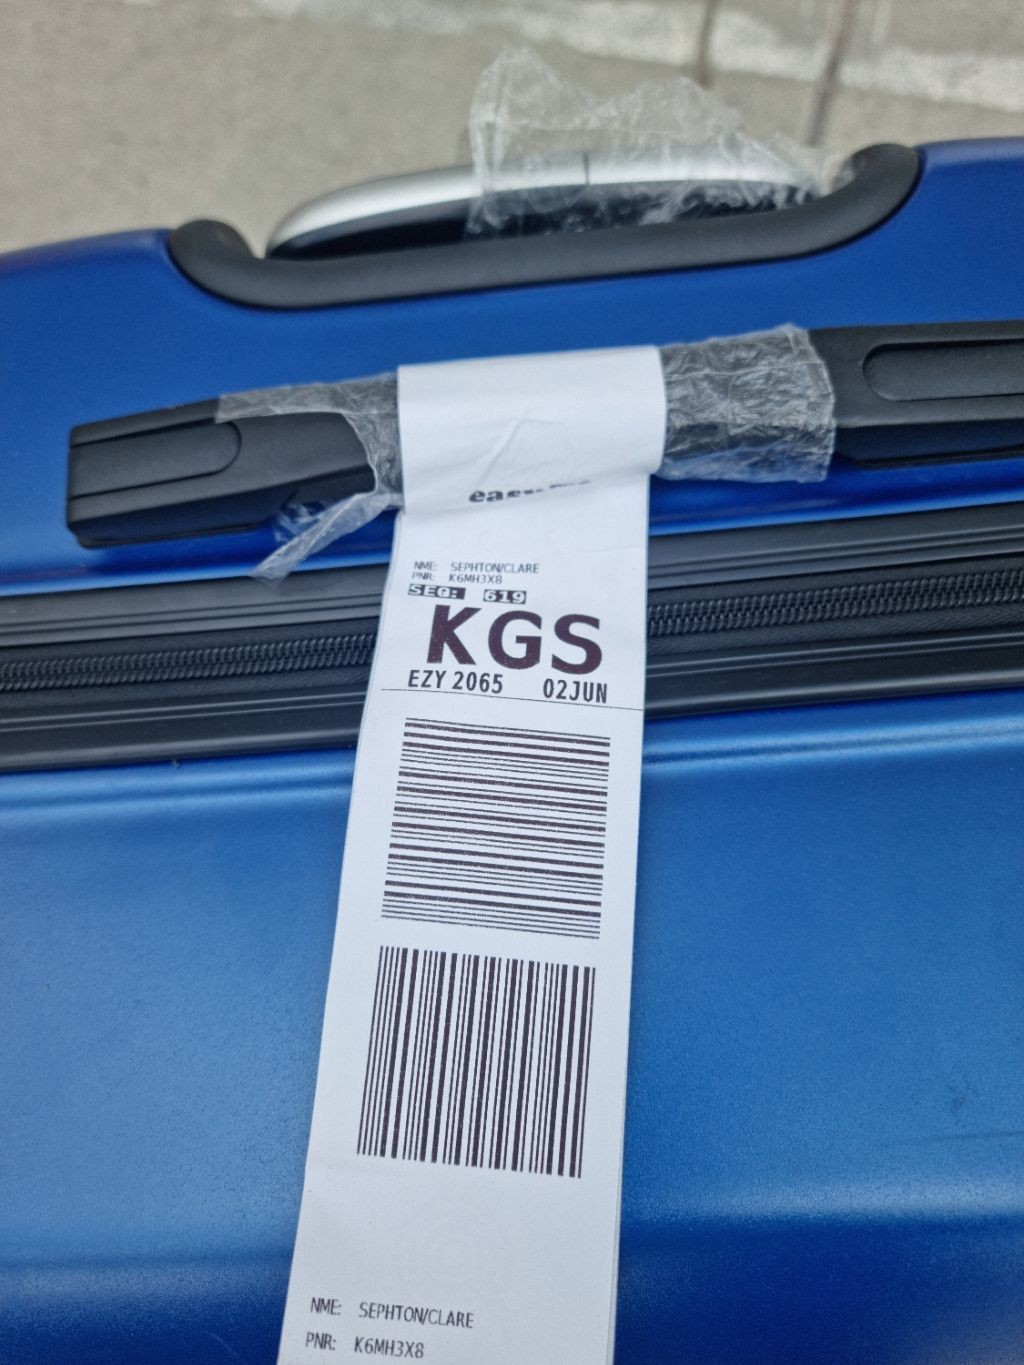 NME: SEPHTON/CLARE
PNR: K6MH3X8
SEQ: 619
KGS
EZY 2065 02JUN
NME: SEPHTON/CLARE
PNR: K6MH3X8